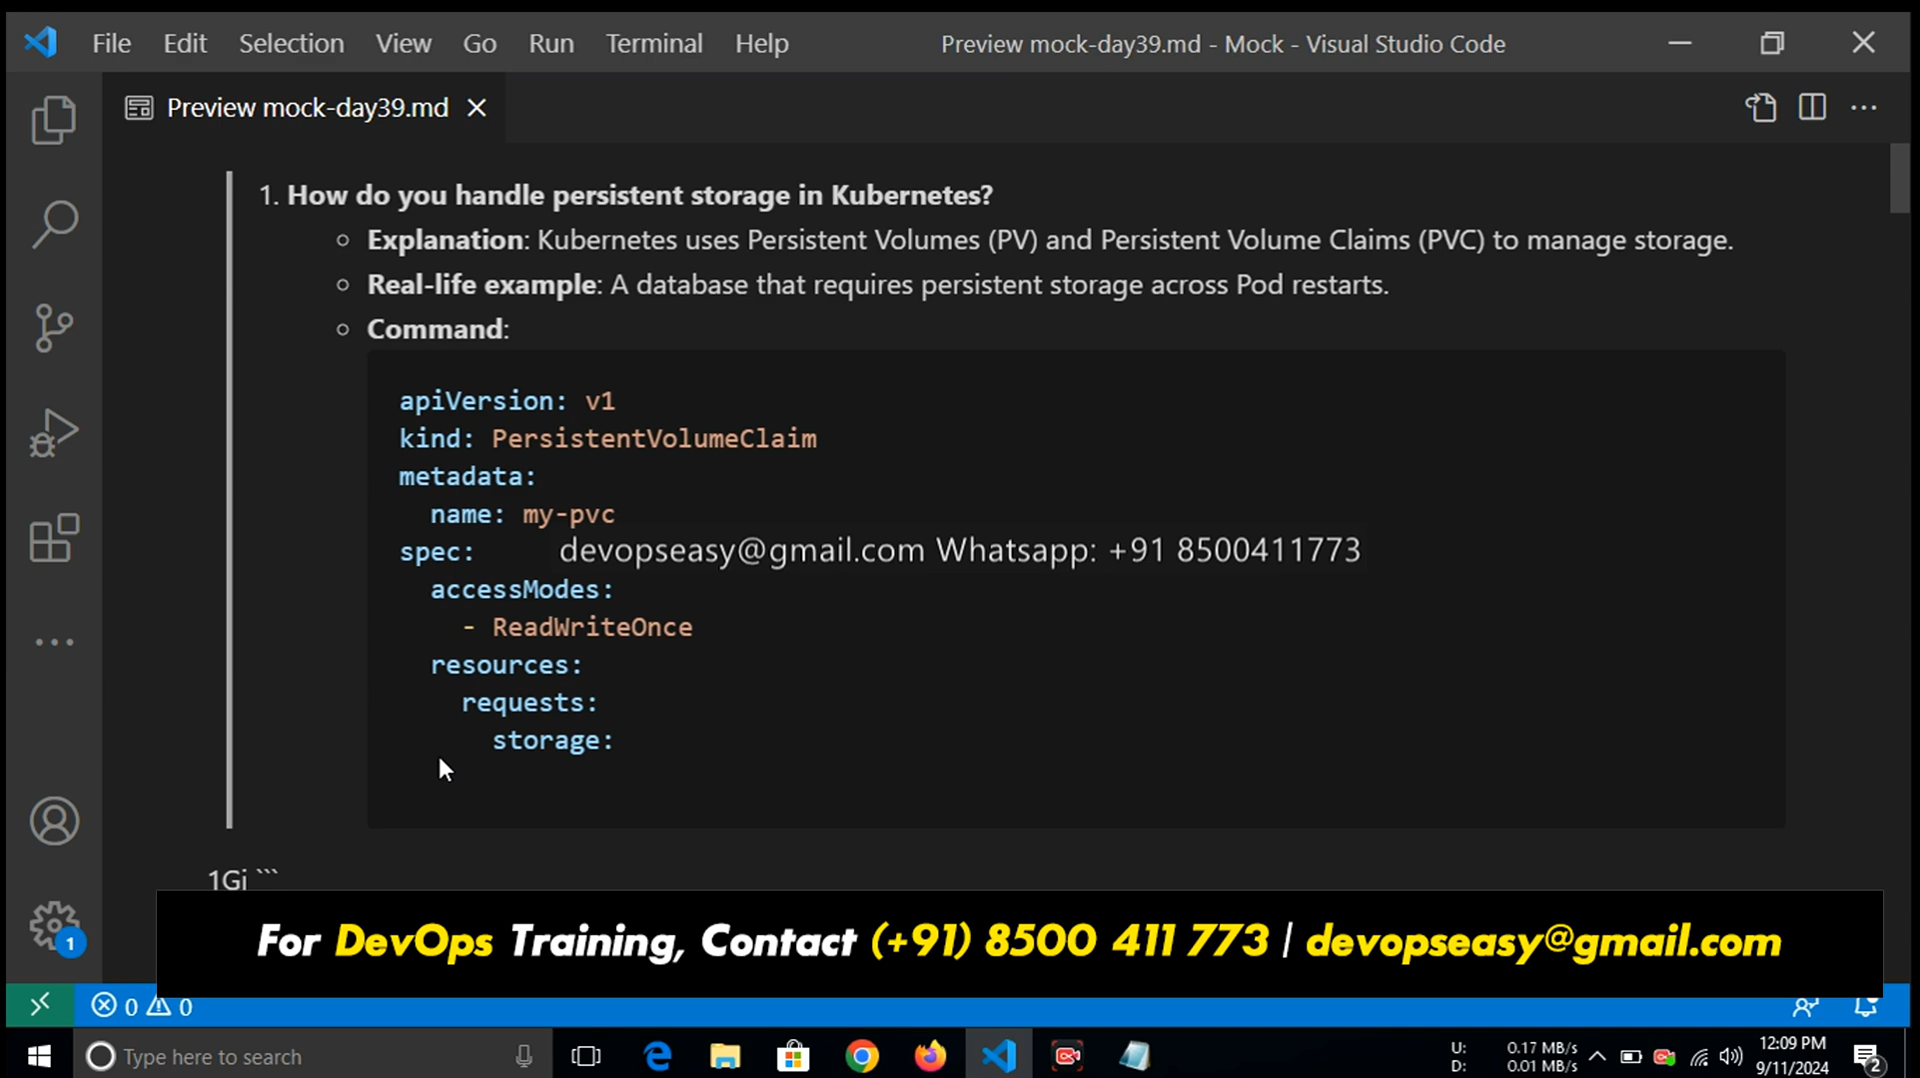 File Edit Selection View Go Run Terminal Help Preview mock-day39.md - Mock - Visual Studio Code
Preview mock-day39.md
1. How do you handle persistent storage in Kubernetes?
Explanation: Kubernetes uses Persistent Volumes (PV) and Persistent Volume Claims (PVC) to manage storage.
Real-life example: A database that requires persistent storage across Pod restarts.
Command:
apiVersion: v1
kind: PersistentVolumeClaim
metadata:
  name: my-pvc
spec:
devopseasy@gmail.com Whatsapp: +91 8500411773
  accessModes:
    - ReadWriteOnce
  resources:
    requests:
      storage:
1Gi ```
For DevOps Training, Contact (+91) 8500 411 773 | devopseasy@gmail.com
1
0 0
Type here to search
U: 0.17 MB/s
D: 0.01 MB/s
12:09 PM
9/11/2024
2